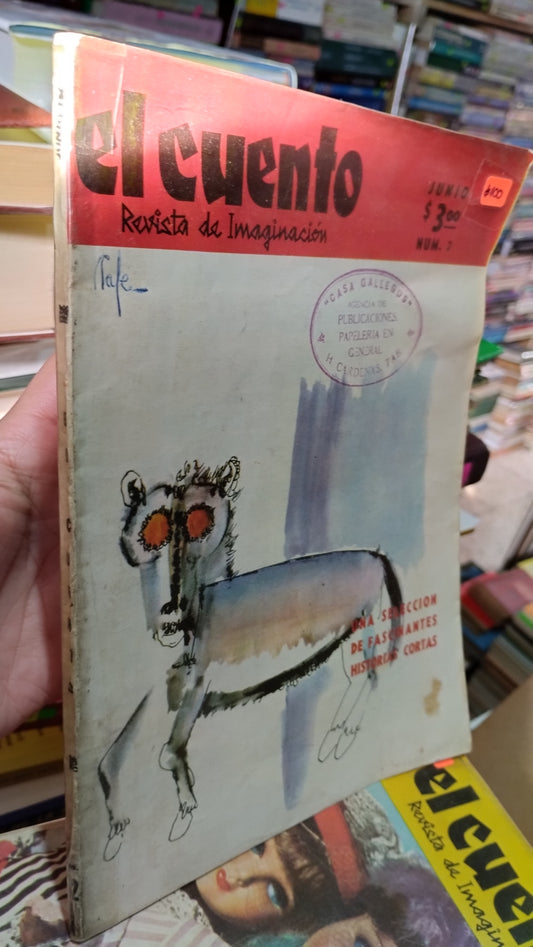 el cuento
Revista de Imaginación
JUNIO
$ 3.00
NUM. 7
$100
"CASA GALLEGOS"
AGENCIA DE
PUBLICACIONES,
PAPELERIA EN
GENERAL
H. CARDENAS, TAB.
UNA SELECCION
DE FASCINANTES
HISTORIAS CORTAS
el cuen
Revista de Imagin